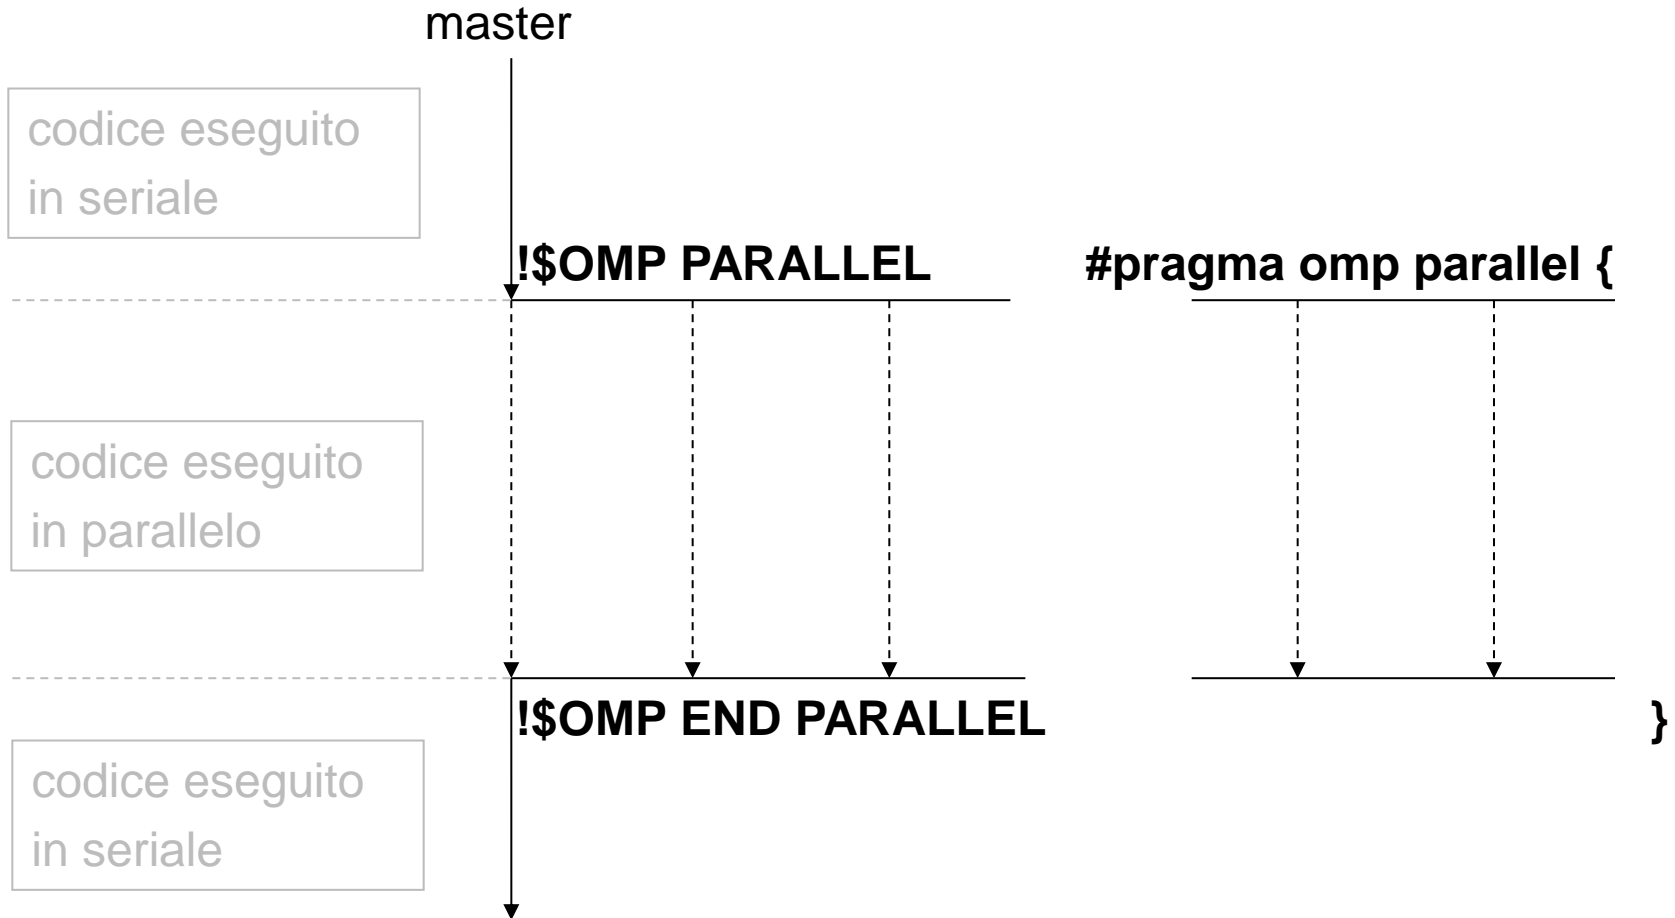 master
codice eseguito
in seriale
!$OMP PARALLEL
#pragma omp parallel {
codice eseguito
in parallelo
!$OMP END PARALLEL
}
codice eseguito
in seriale